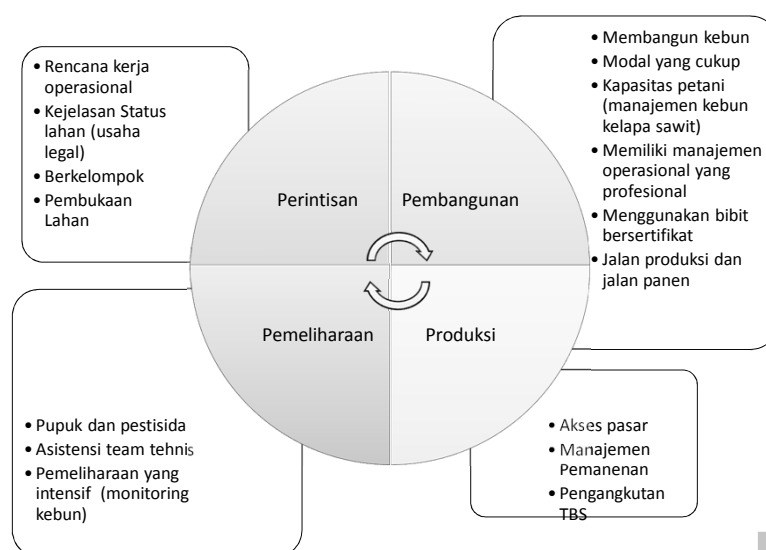 • Rencana kerja
operasional
• Kejelasan Status
lahan (usaha
legal)
• Berkelompok
• Pembukaan
Lahan
• Membangun kebun
• Modal yang cukup
• Kapasitas petani
(manajemen kebun
kelapa sawit)
• Memiliki manajemen
operasional yang
profesional
• Menggunakan bibit
bersertifikat
• Jalan produksi dan
jalan panen
Perintisan
Pembangunan
Pemeliharaan
Produksi
• Pupuk dan pestisida
• Asistensi team tehnis
• Pemeliharaan yang
intensif (monitoring
kebun)
• Akses pasar
• Manajemen
Pemanenan
• Pengangkutan
TBS